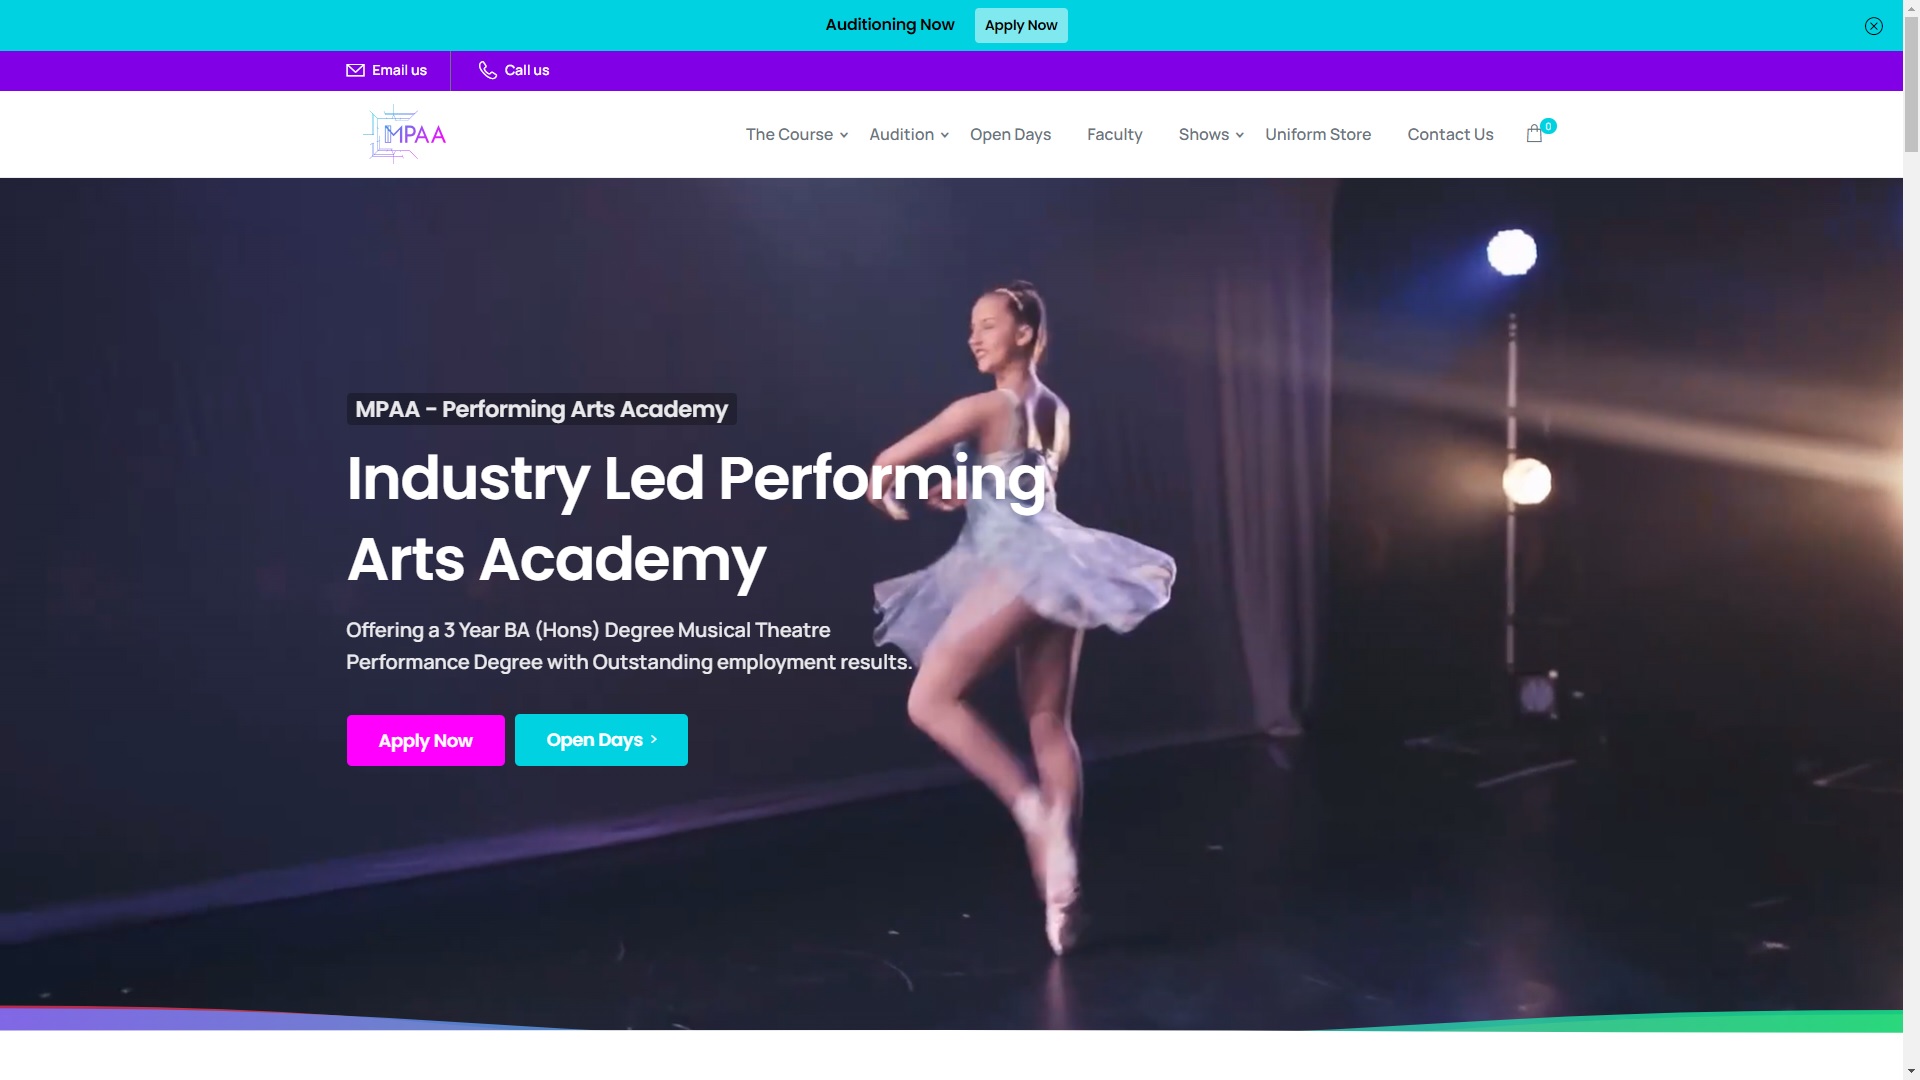 Auditioning Now Apply Now
Email us Call us
MPAA
The Course Audition Open Days Faculty Shows Uniform Store Contact Us 0
MPAA - Performing Arts Academy
Industry Led Performing
Arts Academy
Offering a 3 Year BA (Hons) Degree Musical Theatre
Performance Degree with Outstanding employment results.
Apply Now Open Days